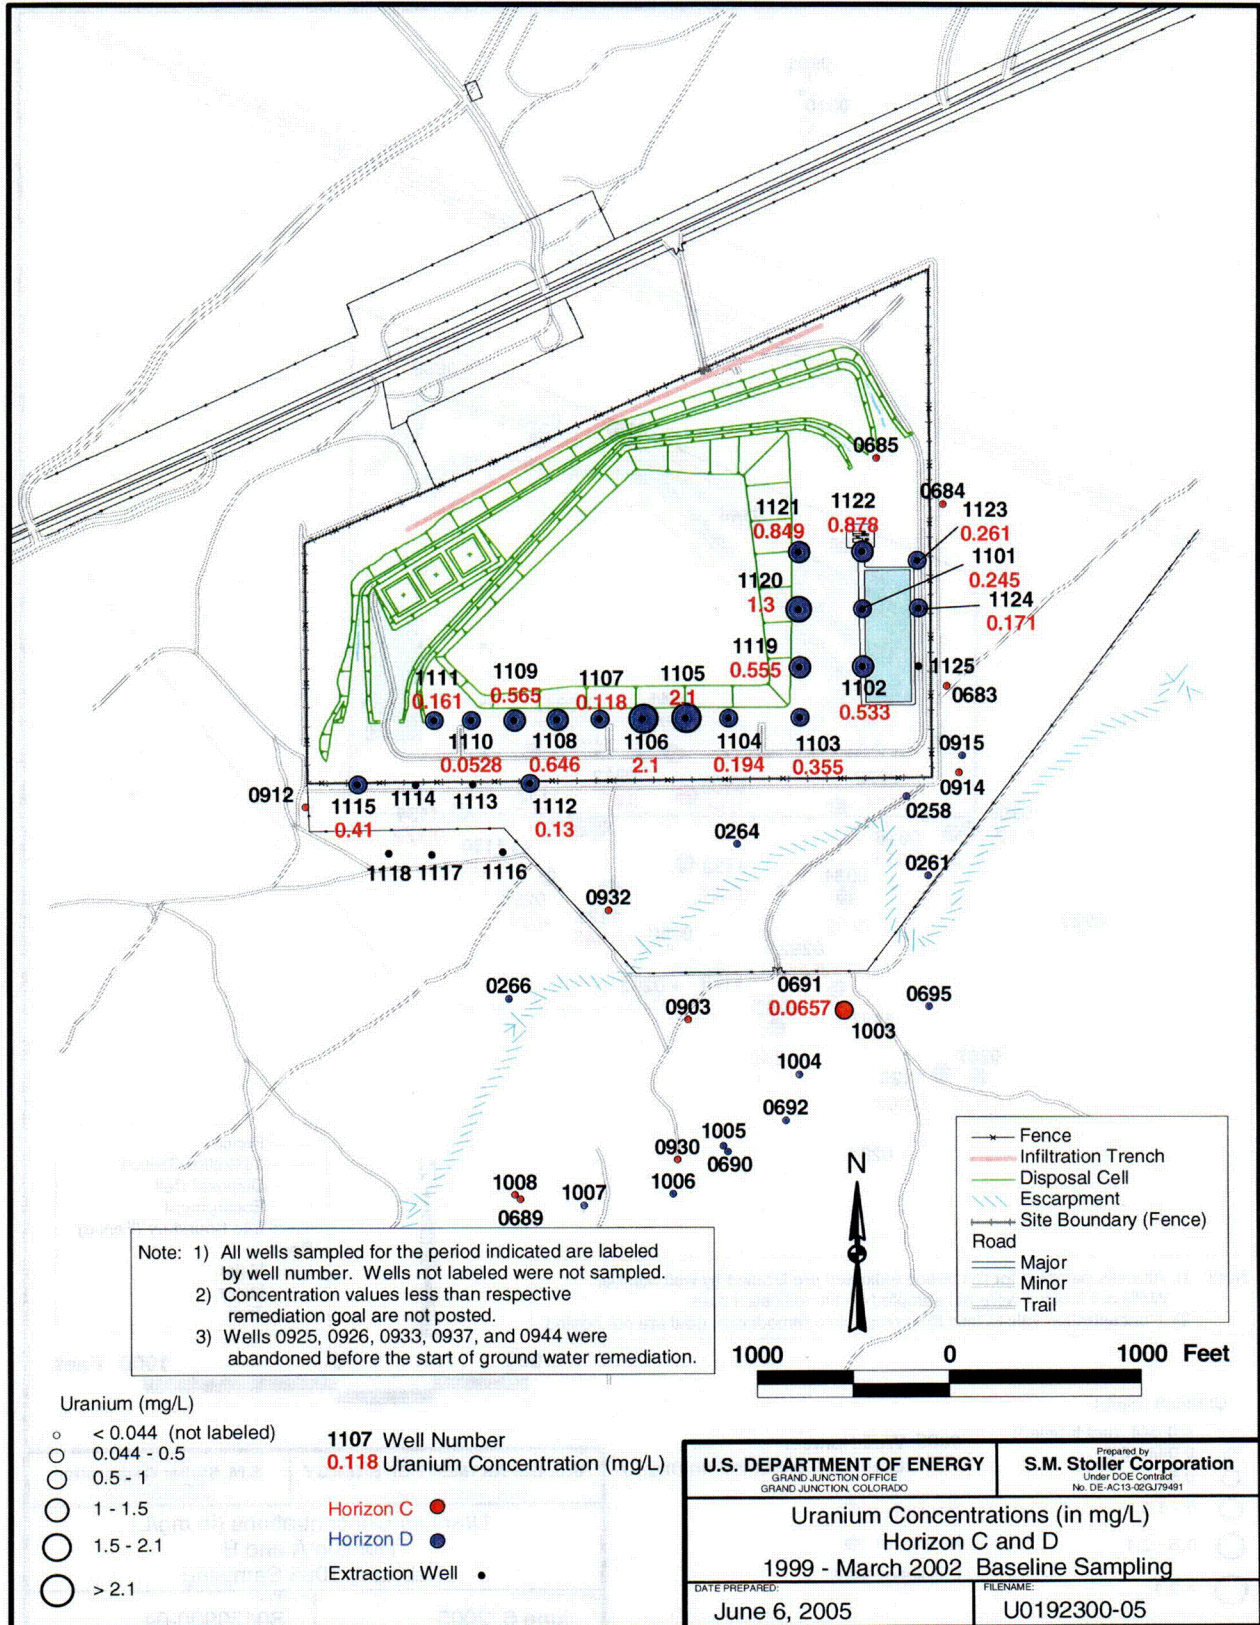 0685
0684
1122
0.878
1121
0.849
1123
0.261
1101
0.245
1120
1.3
1124
0.171
1119
0.555
1125
0683
1102
0.533
1111
0.161
1109
0.565
1107
0.118
1105
2.1
1110
0.0528
1108
0.646
1106
2.1
1104
0.194
1103
0.355
0915
0914
0912
1115
0.41
1114
1113
1112
0.13
0258
0264
0261
1118
1117
1116
0932
0266
0903
0691
0.0657
1003
0695
1004
0692
1005
0690
0930
1006
1008
0689
1007
Fence
Infiltration Trench
Disposal Cell
Escarpment
Site Boundary (Fence)
Road
Major
Minor
Trail
N
Note: 1) All wells sampled for the period indicated are labeled
by well number. Wells not labeled were not sampled.
2) Concentration values less than respective
remediation goal are not posted.
3) Wells 0925, 0926, 0933, 0937, and 0944 were
abandoned before the start of ground water remediation.
1000 0 1000 Feet
Uranium (mg/L)
< 0.044 (not labeled)
0.044 - 0.5
0.5 - 1
1 - 1.5
1.5 - 2.1
> 2.1
1107 Well Number
0.118 Uranium Concentration (mg/L)
Horizon C
Horizon D
Extraction Well
U.S. DEPARTMENT OF ENERGY
GRAND JUNCTION OFFICE
GRAND JUNCTION, COLORADO
Prepared by
S.M. Stoller Corporation
Under DOE Contract
No. DE-AC13-02GJ79491
Uranium Concentrations (in mg/L)
Horizon C and D
1999 - March 2002 Baseline Sampling
DATE PREPARED:
June 6, 2005
FILENAME:
U0192300-05